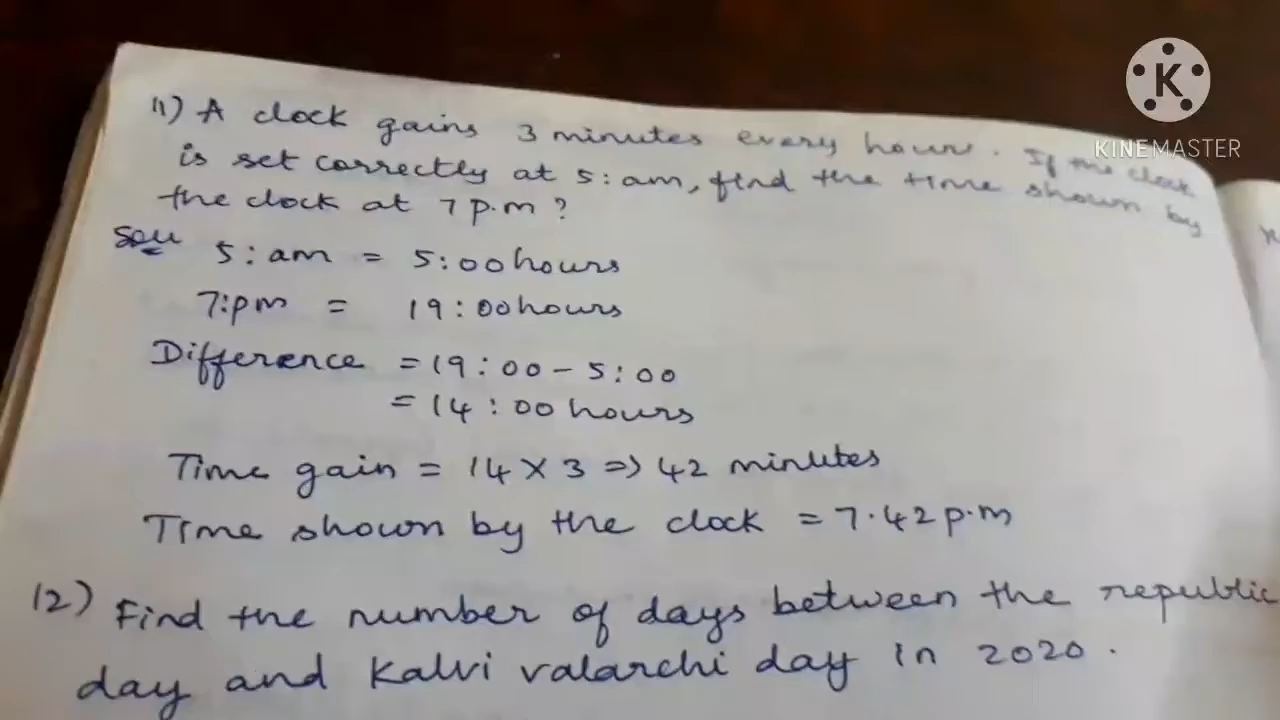 K
KINEMASTER
11) A clock gains 3 minutes every hour. If the clock
is set correctly at 5:am, find the time shown by
the clock at 7 p.m?
Solu
5:am = 5:00 hours
7:pm = 19:00 hours
Difference = 19:00 - 5:00
= 14:00 hours
Time gain = 14 X 3 => 42 minutes
Time shown by the clock = 7.42 p.m
12) Find the number of days between the republic
day and Kalvi valarchi day in 2020.